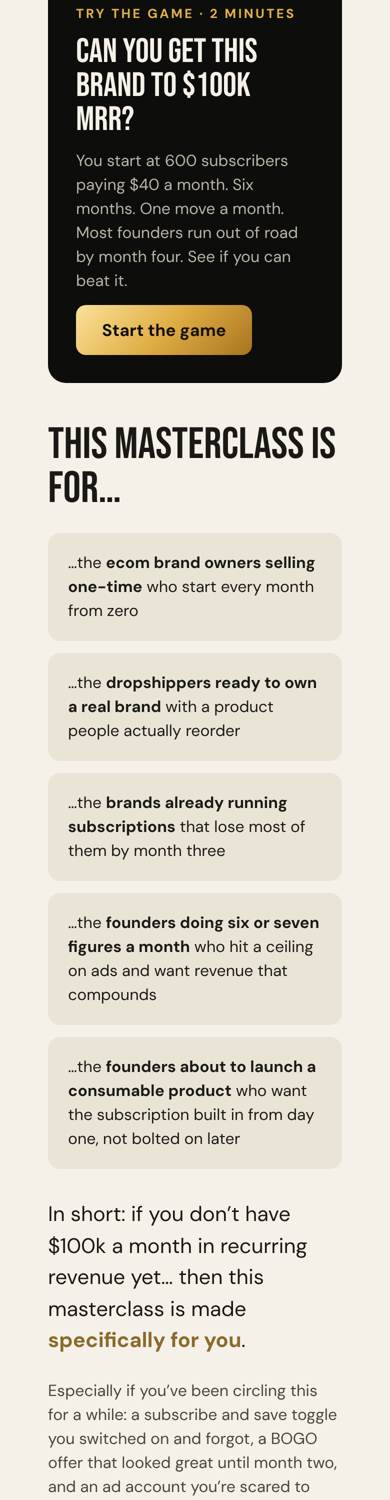 TRY THE GAME · 2 MINUTES
CAN YOU GET THIS
BRAND TO $100K
MRR?
You start at 600 subscribers
paying $40 a month. Six
months. One move a month.
Most founders run out of road
by month four. See if you can
beat it.
Start the game
THIS MASTERCLASS IS
FOR...
...the ecom brand owners selling
one-time who start every month
from zero
...the dropshippers ready to own
a real brand with a product
people actually reorder
...the brands already running
subscriptions that lose most of
them by month three
...the founders doing six or seven
figures a month who hit a ceiling
on ads and want revenue that
compounds
...the founders about to launch a
consumable product who want
the subscription built in from day
one, not bolted on later
In short: if you don’t have
$100k a month in recurring
revenue yet... then this
masterclass is made
specifically for you.
Especially if you’ve been circling this
for a while: a subscribe and save toggle
you switched on and forgot, a BOGO
offer that looked great until month two,
and an ad account you’re scared to